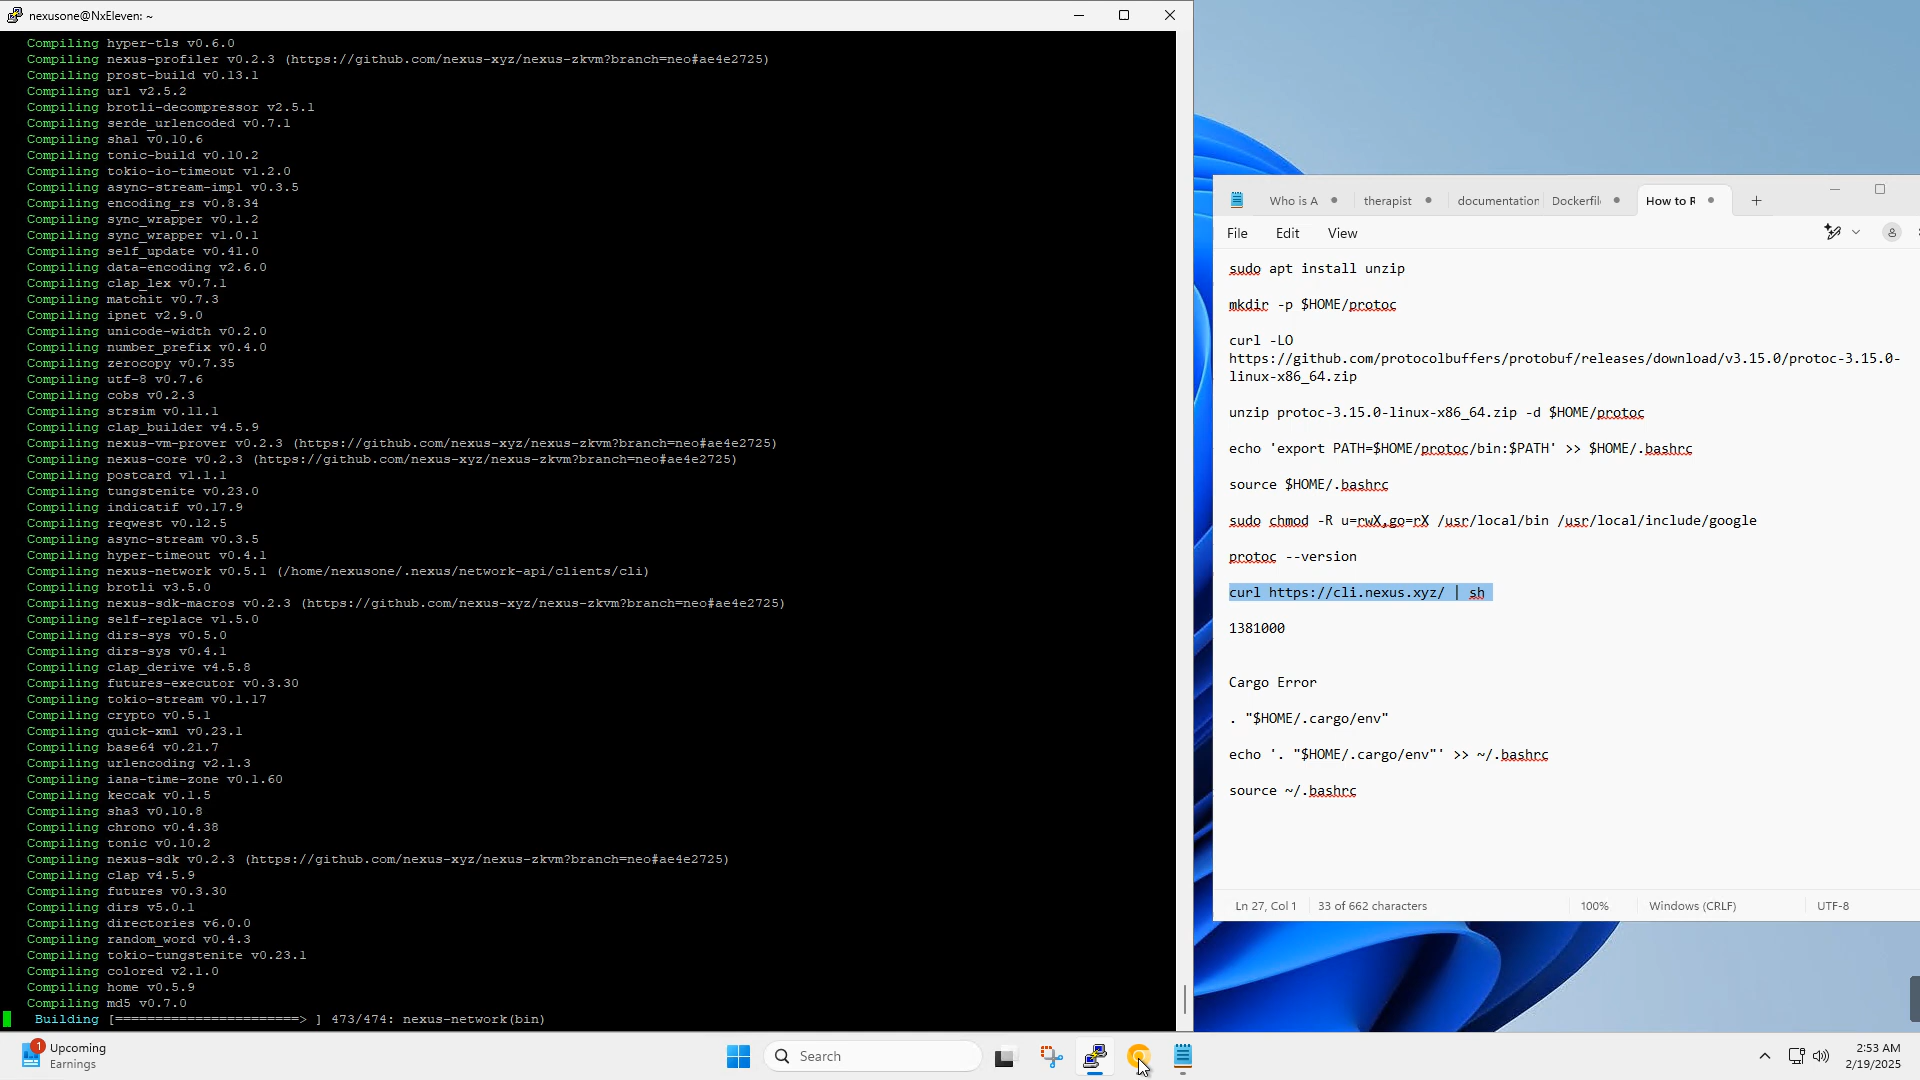 nexusone@NxEleven: ~
Compiling hyper-tls v0.6.0
Compiling nexus-profiler v0.2.3 (https://github.com/nexus-xyz/nexus-zkvm?branch=neo#ae4e2725)
Compiling prost-build v0.13.1
Compiling url v2.5.2
Compiling brotli-decompressor v2.5.1
Compiling serde_urlencoded v0.7.1
Compiling sha1 v0.10.6
Compiling tonic-build v0.10.2
Compiling tokio-io-timeout v1.2.0
Compiling async-stream-impl v0.3.5
Compiling encoding_rs v0.8.34
Compiling sync_wrapper v0.1.2
Compiling sync_wrapper v1.0.1
Compiling self_update v0.41.0
Compiling data-encoding v2.6.0
Compiling clap_lex v0.7.1
Compiling matchit v0.7.3
Compiling ipnet v2.9.0
Compiling unicode-width v0.2.0
Compiling number_prefix v0.4.0
Compiling zerocopy v0.7.35
Compiling utf-8 v0.7.6
Compiling cobs v0.2.3
Compiling strsim v0.11.1
Compiling clap_builder v4.5.9
Compiling nexus-vm-prover v0.2.3 (https://github.com/nexus-xyz/nexus-zkvm?branch=neo#ae4e2725)
Compiling nexus-core v0.2.3 (https://github.com/nexus-xyz/nexus-zkvm?branch=neo#ae4e2725)
Compiling postcard v1.1.1
Compiling tungstenite v0.23.0
Compiling indicatif v0.17.9
Compiling reqwest v0.12.5
Compiling async-stream v0.3.5
Compiling hyper-timeout v0.4.1
Compiling nexus-network v0.5.1 (/home/nexusone/.nexus/network-api/clients/cli)
Compiling brotli v3.5.0
Compiling nexus-sdk-macros v0.2.3 (https://github.com/nexus-xyz/nexus-zkvm?branch=neo#ae4e2725)
Compiling self-replace v1.5.0
Compiling dirs-sys v0.5.0
Compiling dirs-sys v0.4.1
Compiling clap_derive v4.5.8
Compiling futures-executor v0.3.30
Compiling tokio-stream v0.1.17
Compiling crypto v0.5.1
Compiling quick-xml v0.23.1
Compiling base64 v0.21.7
Compiling urlencoding v2.1.3
Compiling iana-time-zone v0.1.60
Compiling keccak v0.1.5
Compiling sha3 v0.10.8
Compiling chrono v0.4.38
Compiling tonic v0.10.2
Compiling nexus-sdk v0.2.3 (https://github.com/nexus-xyz/nexus-zkvm?branch=neo#ae4e2725)
Compiling clap v4.5.9
Compiling futures v0.3.30
Compiling dirs v5.0.1
Compiling directories v6.0.0
Compiling random_word v0.4.3
Compiling tokio-tungstenite v0.23.1
Compiling colored v2.1.0
Compiling home v0.5.9
Compiling md5 v0.7.0
Building [=======================> ] 473/474: nexus-network(bin)
Who is A therapist documentation Dockerfil How to R
File Edit View
sudo apt install unzip
mkdir -p $HOME/protoc
curl -LO
https://github.com/protocolbuffers/protobuf/releases/download/v3.15.0/protoc-3.15.0-
linux-x86_64.zip
unzip protoc-3.15.0-linux-x86_64.zip -d $HOME/protoc
echo 'export PATH=$HOME/protoc/bin:$PATH' >> $HOME/.bashrc
source $HOME/.bashrc
sudo chmod -R u=rwX,go=rX /usr/local/bin /usr/local/include/google
protoc --version
curl https://cli.nexus.xyz/ | sh
1381000
Cargo Error
. "$HOME/.cargo/env"
echo '. "$HOME/.cargo/env"' >> ~/.bashrc
source ~/.bashrc
Ln 27, Col 1 33 of 662 characters 100% Windows (CRLF) UTF-8
1
Upcoming
Earnings
Search
2:53 AM
2/19/2025